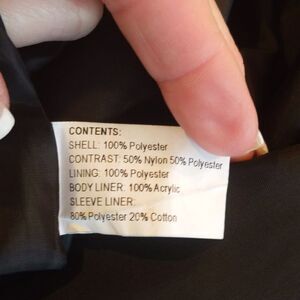 CONTENTS:
SHELL: 100% Polyester
CONTRAST: 50% Nylon 50% Polyester
LINING: 100% Polyester
BODY LINER: 100% Acrylic
SLEEVE LINER:
80% Polyester 20% Cotton